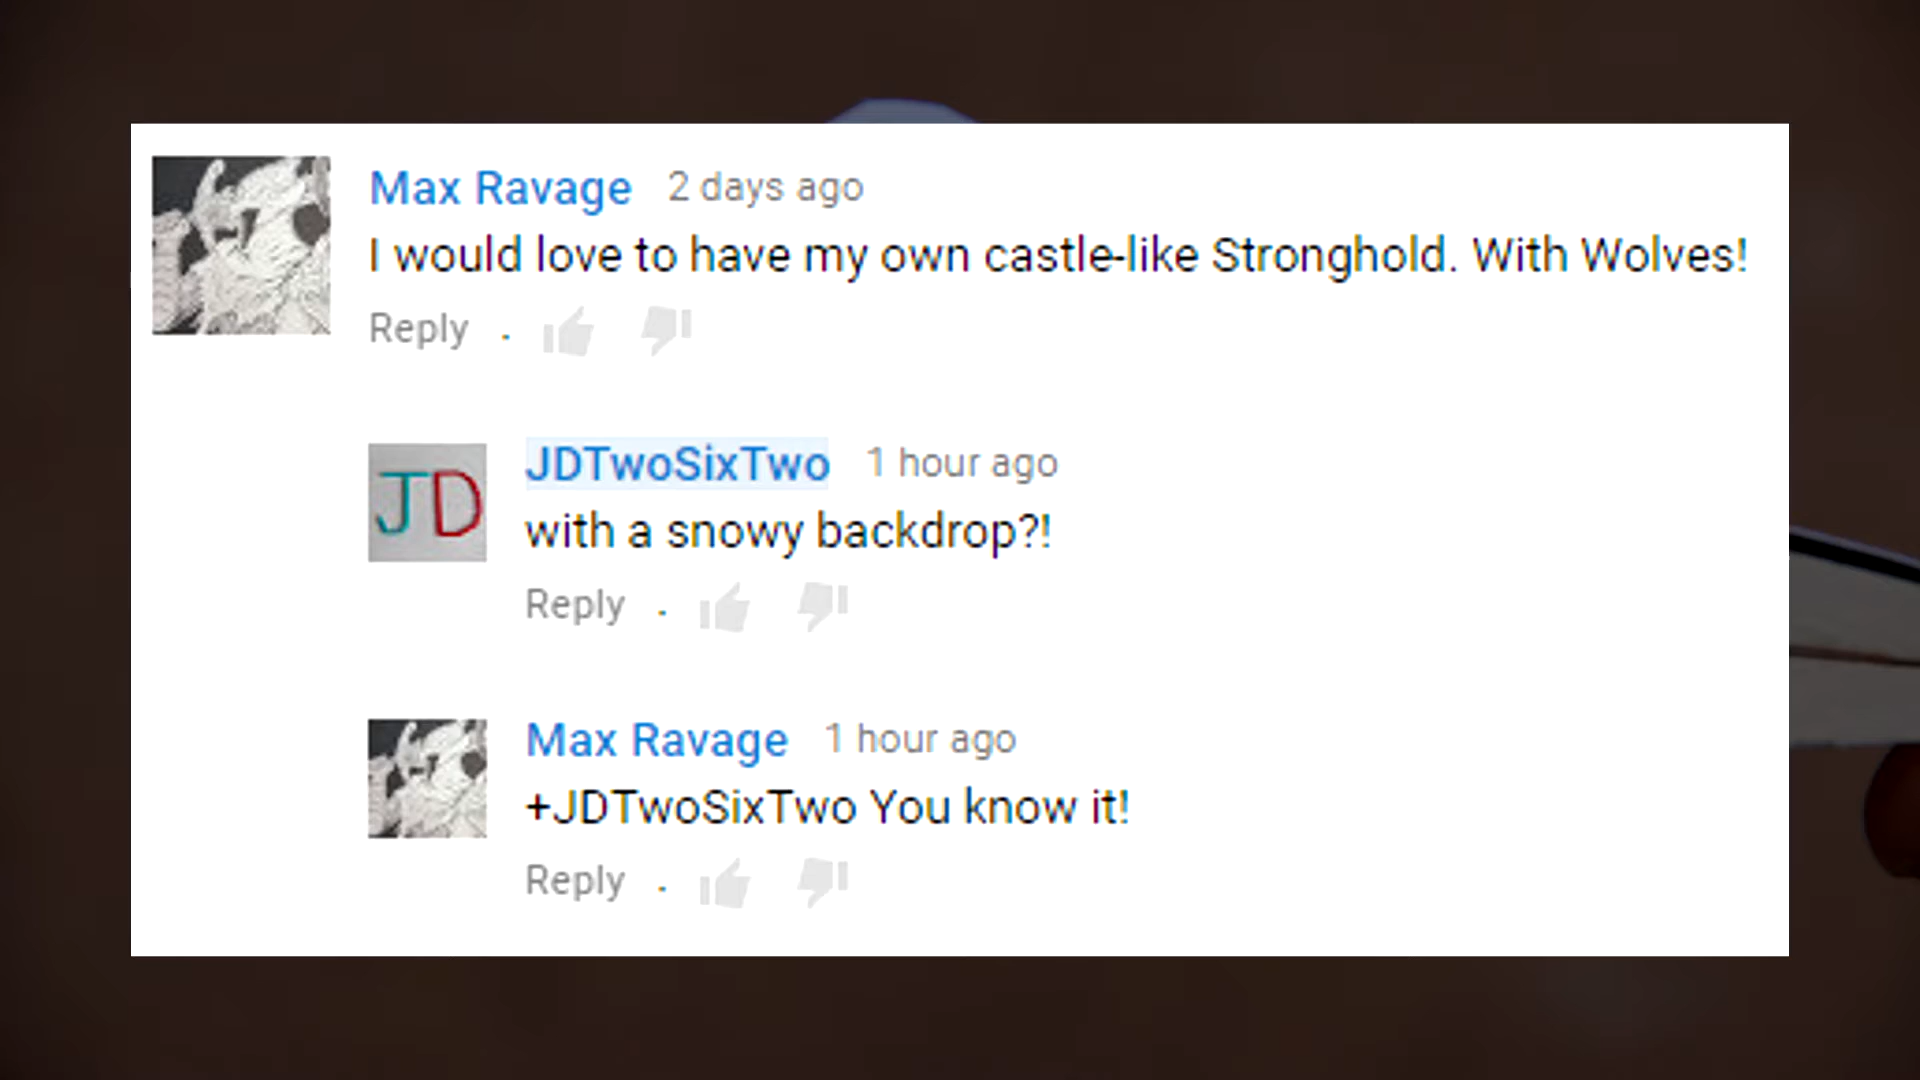 Max Ravage 2 days ago
I would love to have my own castle-like Stronghold. With Wolves!
Reply .
JD
JDTwoSixTwo 1 hour ago
with a snowy backdrop?!
Reply .
Max Ravage 1 hour ago
+JDTwoSixTwo You know it!
Reply .